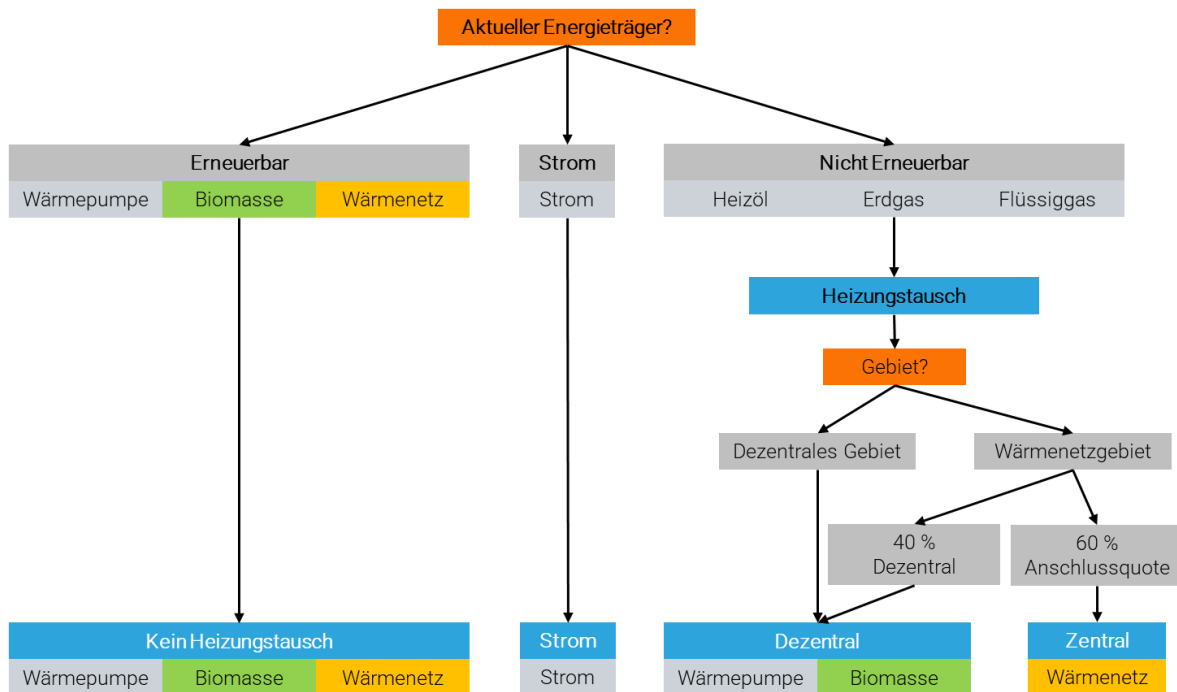 Aktueller Energieträger?
Erneuerbar
Wärmepumpe Biomasse Wärmenetz
Strom
Strom
Nicht Erneuerbar
Heizöl Erdgas Flüssiggas
Heizungstausch
Gebiet?
Dezentrales Gebiet
Wärmenetzgebiet
40 %
Dezentral
60 %
Anschlussquote
Kein Heizungstausch
Wärmepumpe Biomasse Wärmenetz
Strom
Strom
Dezentral
Wärmepumpe Biomasse
Zentral
Wärmenetz